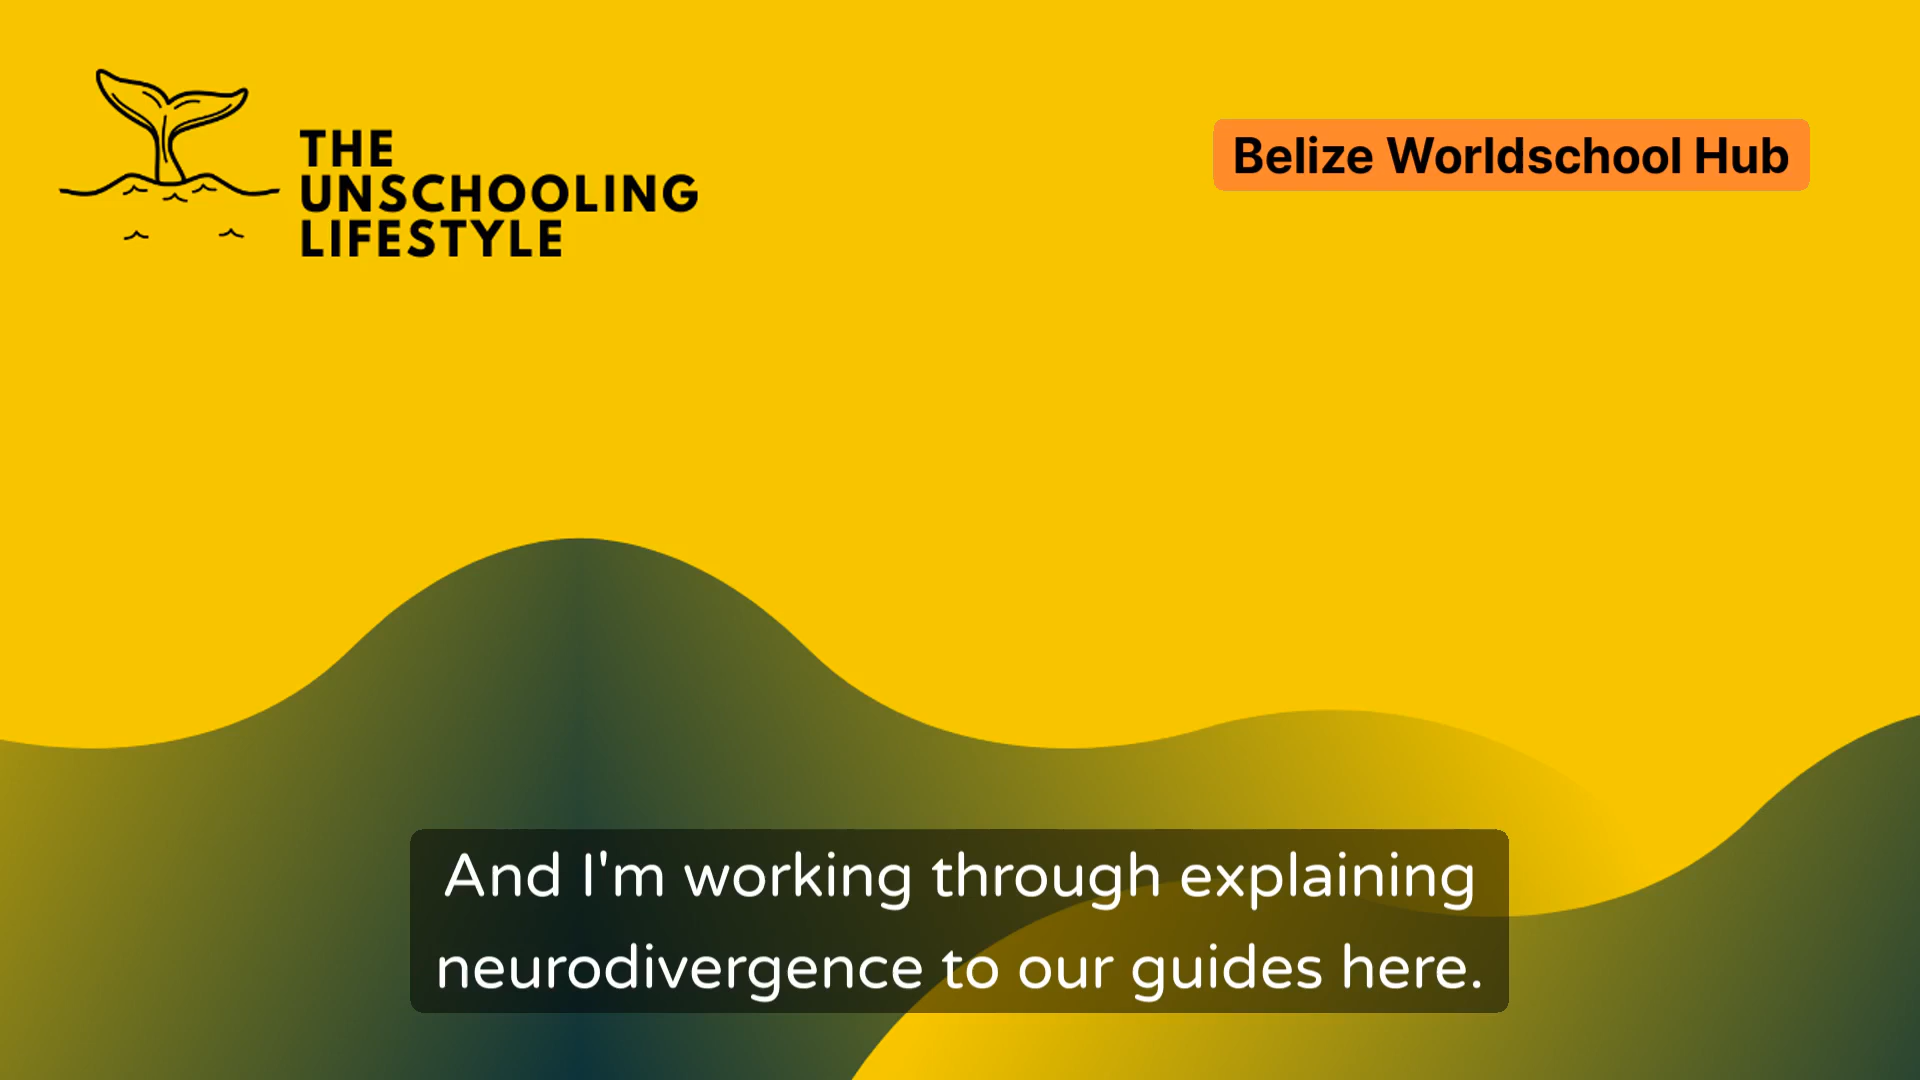 THE
UNSCHOOLING
LIFESTYLE
Belize Worldschool Hub
And I'm working through explaining
neurodivergence to our guides here.